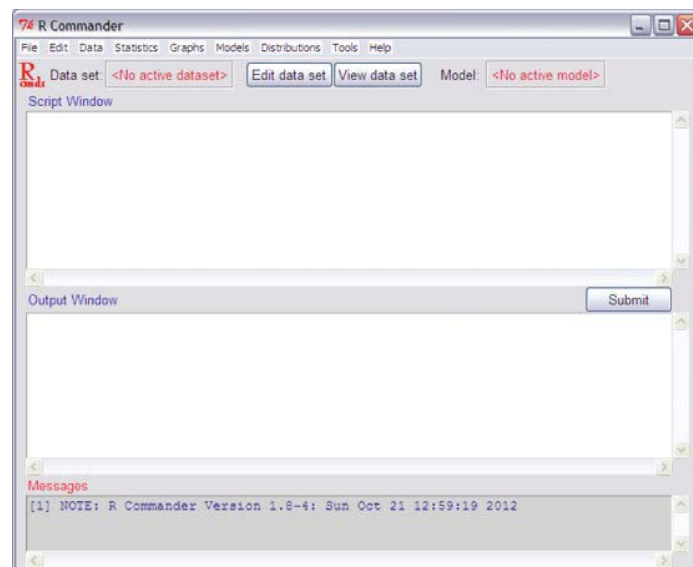 R Commander
File Edit Data Statistics Graphs Models Distributions Tools Help
R cmdr Data set: <No active dataset> Edit data set View data set Model: <No active model>
Script Window
Output Window Submit
Messages
[1] NOTE: R Commander Version 1.8-4: Sun Oct 21 12:59:19 2012